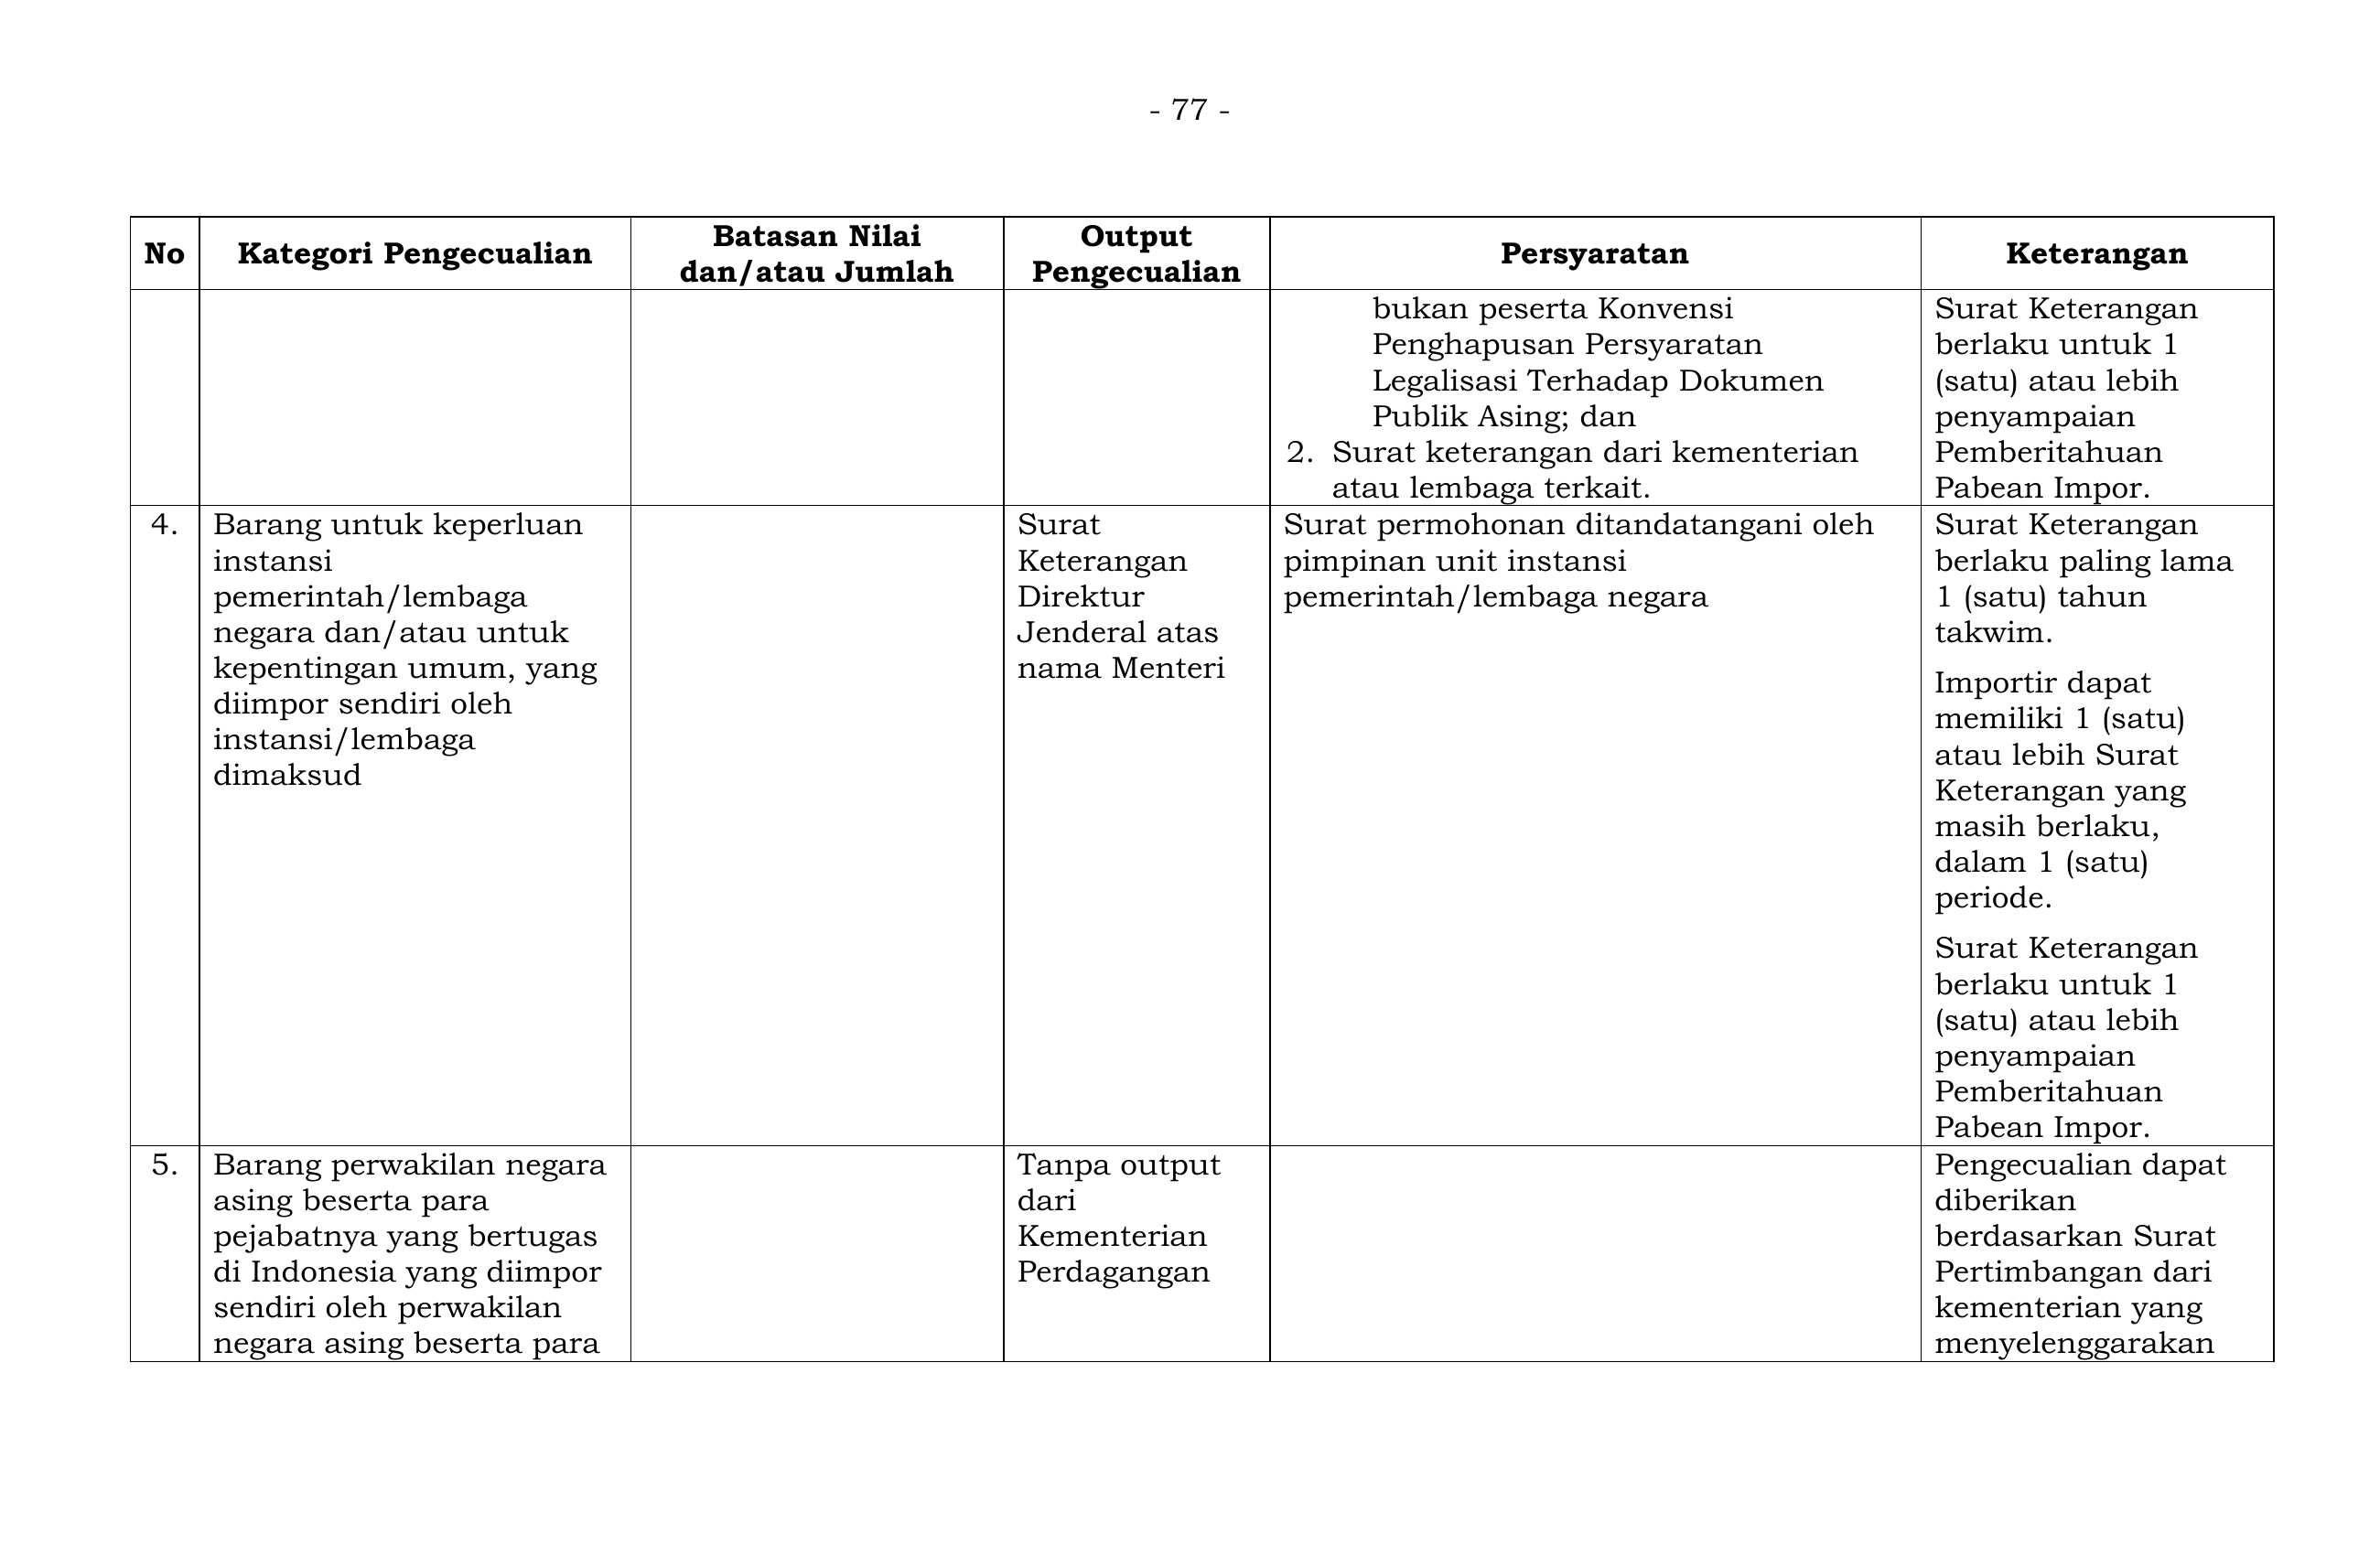 - 77 -
No
Kategori Pengecualian
Batasan Nilai
dan/atau Jumlah
Output
Pengecualian
Persyaratan
Keterangan
bukan peserta Konvensi
Penghapusan Persyaratan
Legalisasi Terhadap Dokumen
Publik Asing; dan
2. Surat keterangan dari kementerian
atau lembaga terkait.
Surat Keterangan
berlaku untuk 1
(satu) atau lebih
penyampaian
Pemberitahuan
Pabean Impor.
4.
Barang untuk keperluan
instansi
pemerintah/lembaga
negara dan/atau untuk
kepentingan umum, yang
diimpor sendiri oleh
instansi/lembaga
dimaksud
Surat
Keterangan
Direktur
Jenderal atas
nama Menteri
Surat permohonan ditandatangani oleh
pimpinan unit instansi
pemerintah/lembaga negara
Surat Keterangan
berlaku paling lama
1 (satu) tahun
takwim.
Importir dapat
memiliki 1 (satu)
atau lebih Surat
Keterangan yang
masih berlaku,
dalam 1 (satu)
periode.
Surat Keterangan
berlaku untuk 1
(satu) atau lebih
penyampaian
Pemberitahuan
Pabean Impor.
5.
Barang perwakilan negara
asing beserta para
pejabatnya yang bertugas
di Indonesia yang diimpor
sendiri oleh perwakilan
negara asing beserta para
Tanpa output
dari
Kementerian
Perdagangan
Pengecualian dapat
diberikan
berdasarkan Surat
Pertimbangan dari
kementerian yang
menyelenggarakan